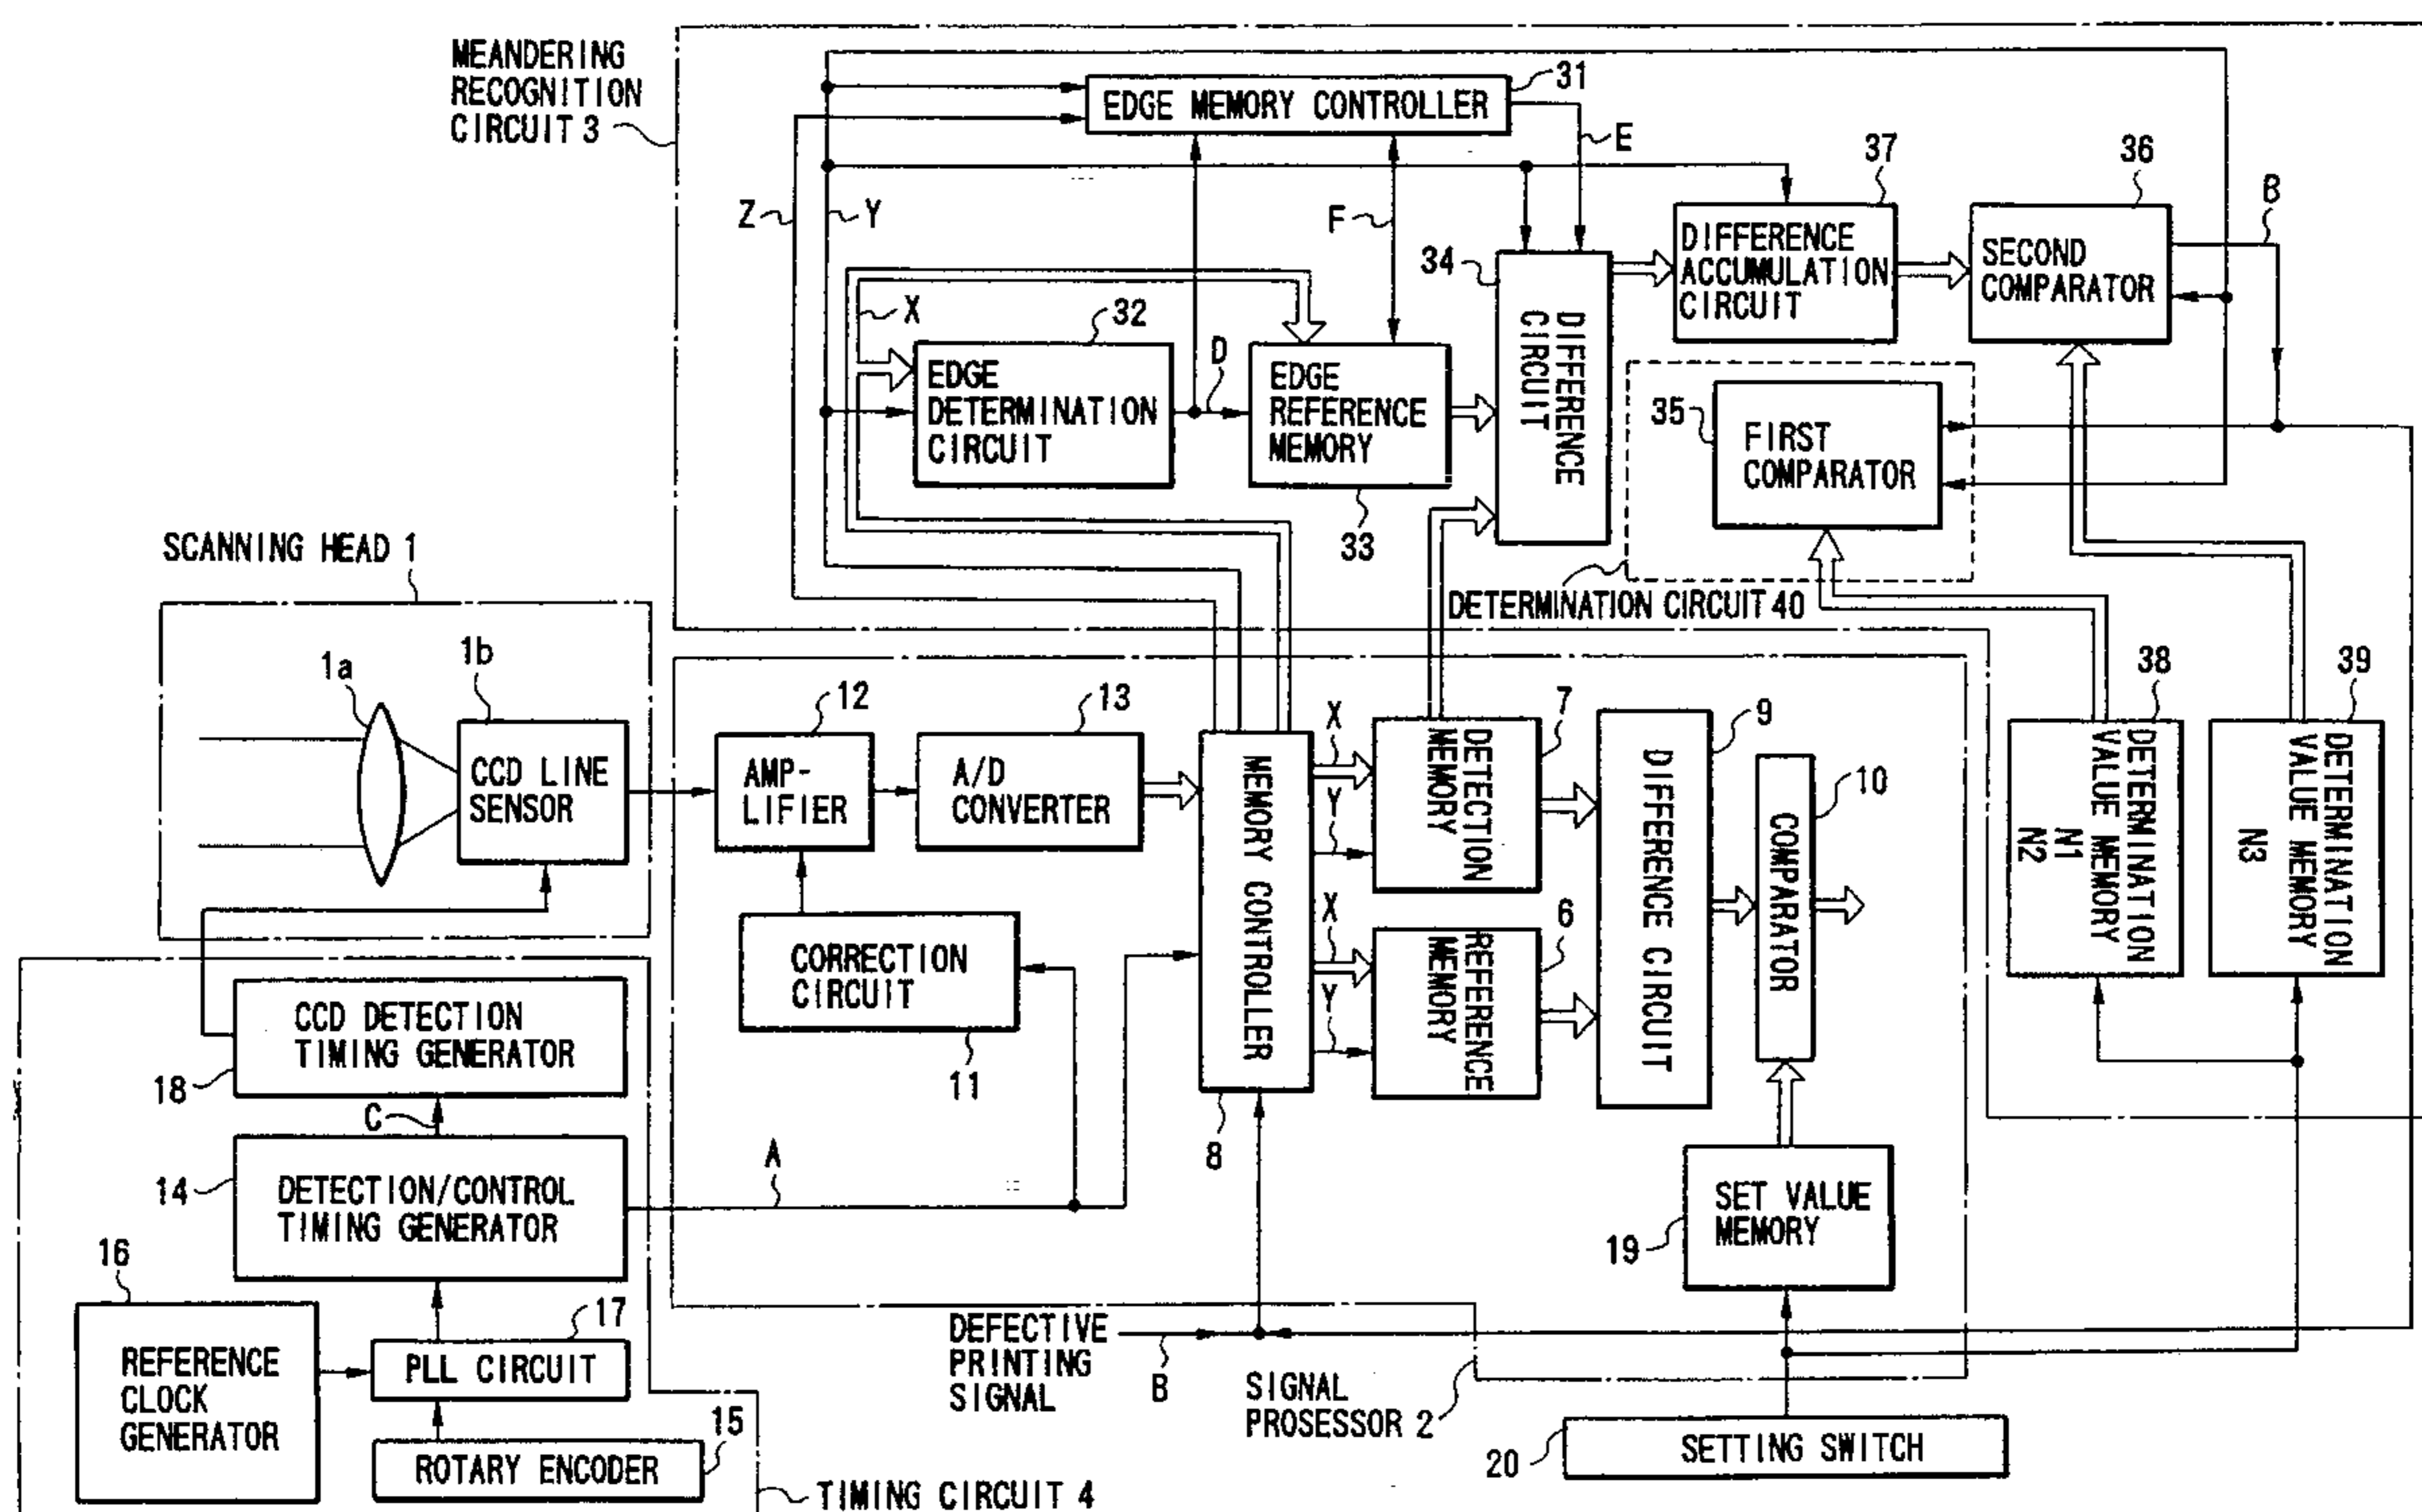 MEANDERING
RECOGNITION
CIRCUIT 3
31
EDGE MEMORY CONTROLLER
E
37
36
B
Z
Y
F
34
DIFFERENCE
ACCUMULATION
CIRCUIT
SECOND
COMPARATOR
X
32
EDGE
DETERMINATION
CIRCUIT
D
EDGE
REFERENCE
MEMORY
33
DIFFERENCE
CIRCUIT
35
FIRST
COMPARATOR
DETERMINATION CIRCUIT 40
SCANNING HEAD 1
1a
1b
CCD LINE
SENSOR
12
AMP-
LIFIER
13
A/D
CONVERTER
MEMORY CONTROLLER
8
X
Y
X
Y
7
DETECTION
MEMORY
6
REFERENCE
MEMORY
9
DIFFERENCE CIRCUIT
10
COMPARATOR
38
DETERMINATION
VALUE MEMORY
N1
N2
39
DETERMINATION
VALUE MEMORY
N3
CORRECTION
CIRCUIT
11
CCD DETECTION
TIMING GENERATOR
18
C
14
DETECTION/CONTROL
TIMING GENERATOR
A
19
SET VALUE
MEMORY
16
REFERENCE
CLOCK
GENERATOR
17
PLL CIRCUIT
15
ROTARY ENCODER
TIMING CIRCUIT 4
DEFECTIVE
PRINTING
SIGNAL
B
SIGNAL
PROSESSOR 2
20
SETTING SWITCH